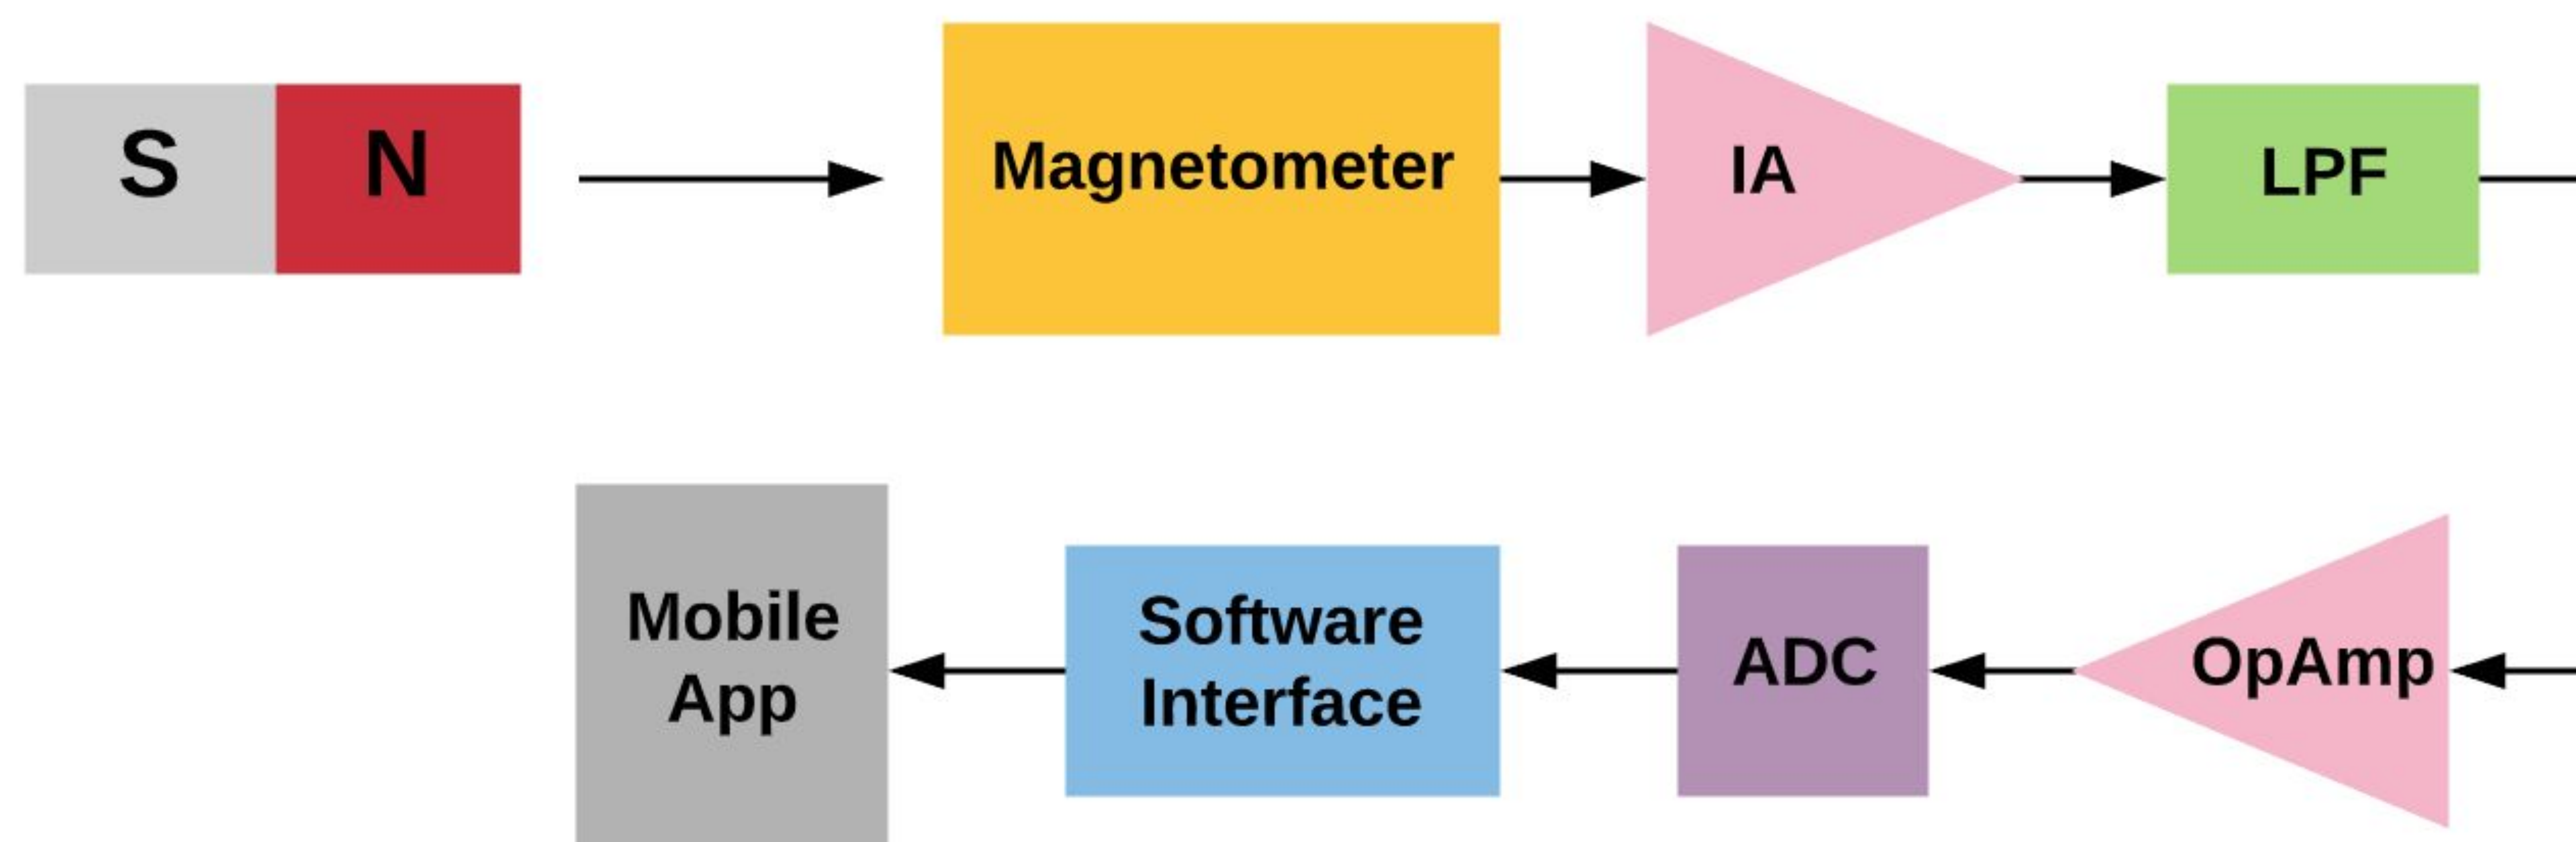 S N
Magnetometer
IA
LPF
Mobile
App
Software
Interface
ADC
OpAmp